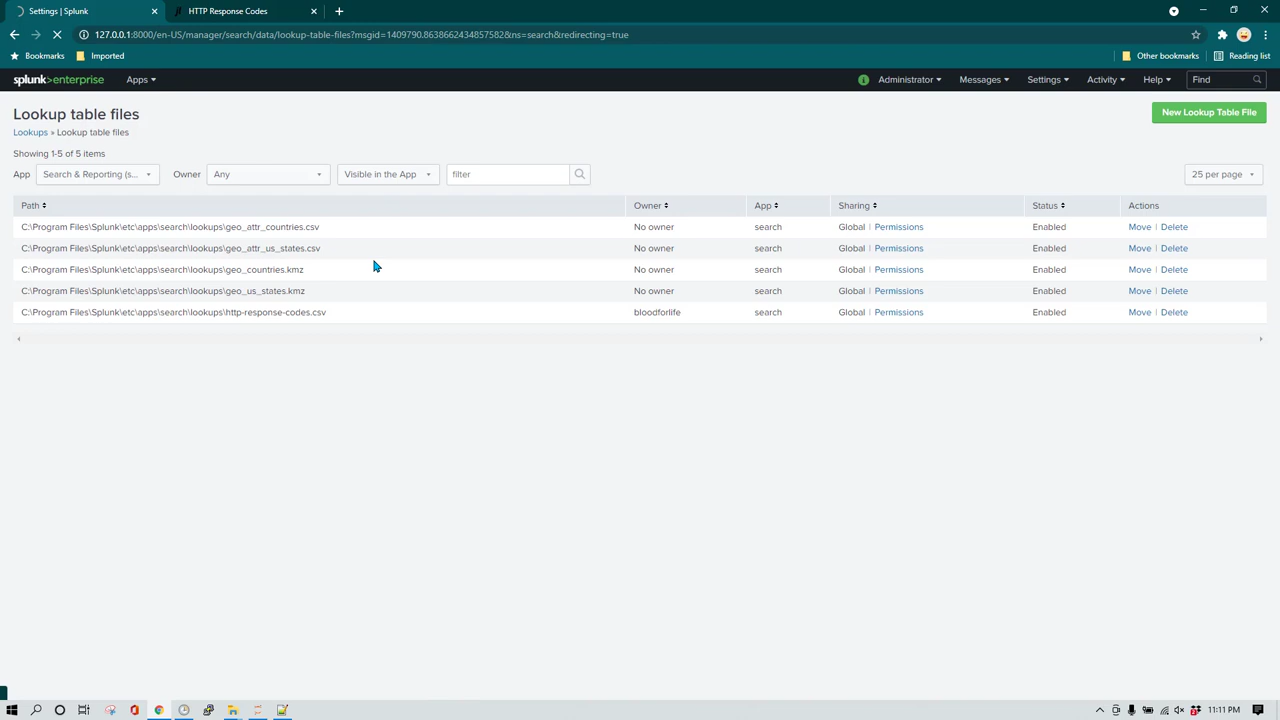 Settings | Splunk
HTTP Response Codes
127.0.0.1:8000/en-US/manager/search/data/lookup-table-files?msgid=1409790.8638662434857582&ns=search&redirecting=true
Bookmarks Imported Other bookmarks Reading list
splunk>enterprise Apps Administrator Messages Settings Activity Help Find
Lookup table files
New Lookup Table File
Lookups » Lookup table files
Showing 1-5 of 5 items
App Search & Reporting (s... Owner Any Visible in the App filter 25 per page
Path Owner App Sharing Status Actions
C:\Program Files\Splunk\etc\apps\search\lookups\geo_attr_countries.csv No owner search Global | Permissions Enabled Move | Delete
C:\Program Files\Splunk\etc\apps\search\lookups\geo_attr_us_states.csv No owner search Global | Permissions Enabled Move | Delete
C:\Program Files\Splunk\etc\apps\search\lookups\geo_countries.kmz No owner search Global | Permissions Enabled Move | Delete
C:\Program Files\Splunk\etc\apps\search\lookups\geo_us_states.kmz No owner search Global | Permissions Enabled Move | Delete
C:\Program Files\Splunk\etc\apps\search\lookups\http-response-codes.csv bloodforlife search Global | Permissions Enabled Move | Delete
11:11 PM